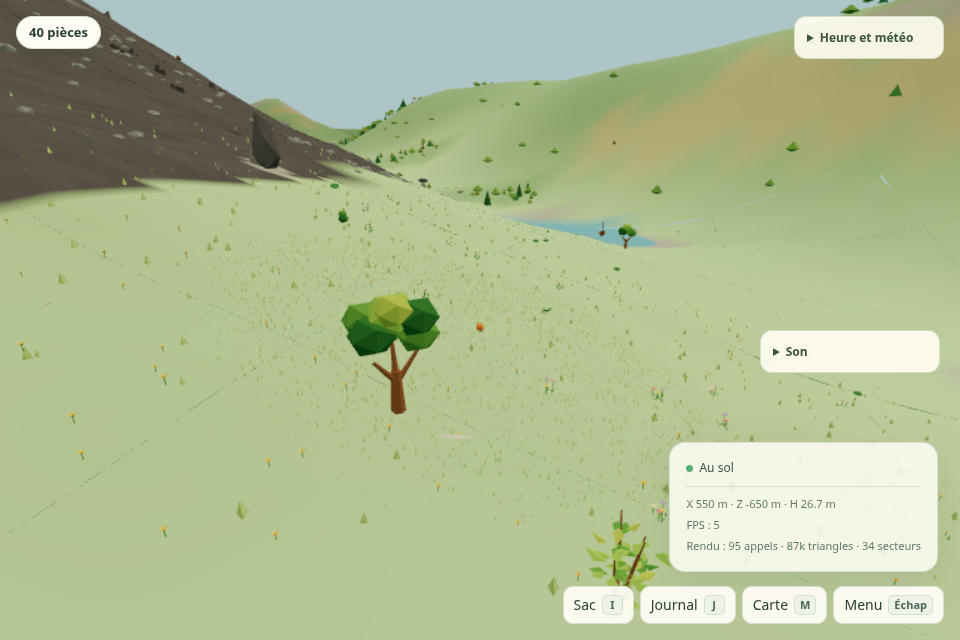 40 pièces
▶ Heure et météo
▶ Son
Au sol
X 550 m · Z -650 m · H 26.7 m
FPS : 5
Rendu : 95 appels · 87k triangles · 34 secteurs
Sac I Journal J Carte M Menu Échap